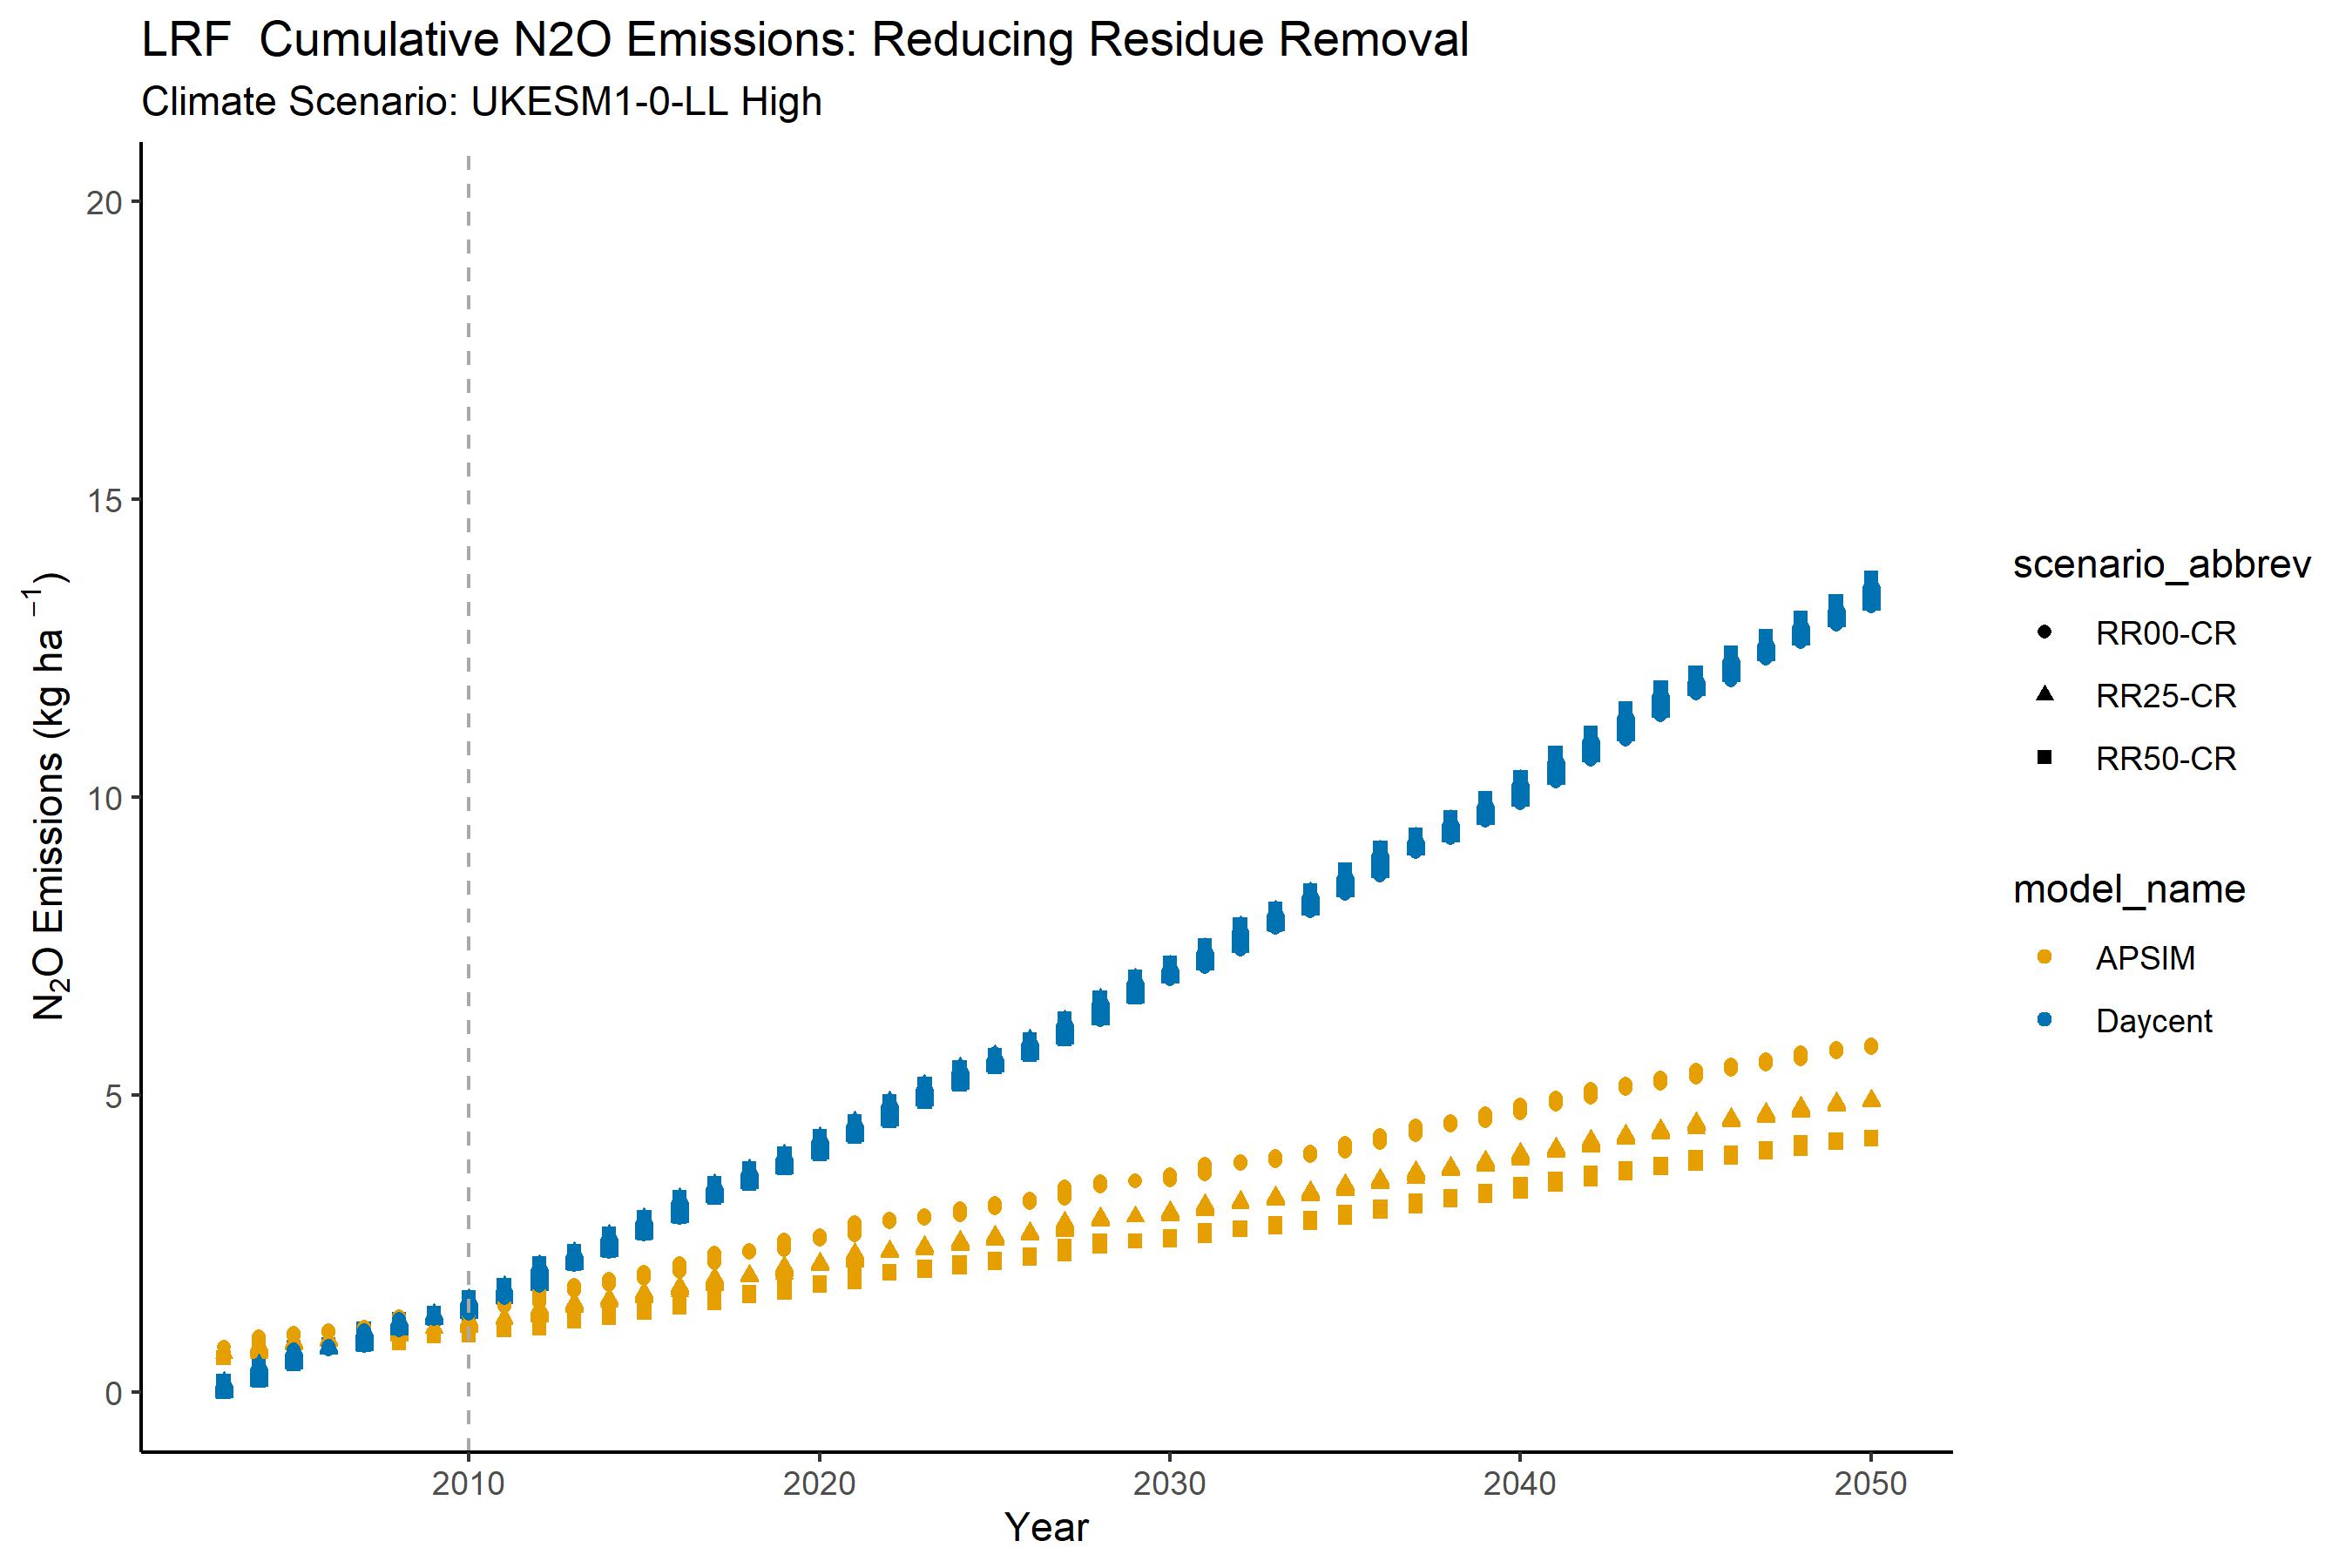 LRF  Cumulative N2O Emissions: Reducing Residue Removal
Climate Scenario: UKESM1-0-LL High
N₂O Emissions (kg ha ⁻¹)
20
15
10
5
0
2010
2020
2030
2040
2050
Year
scenario_abbrev
RR00-CR
RR25-CR
RR50-CR
model_name
APSIM
Daycent